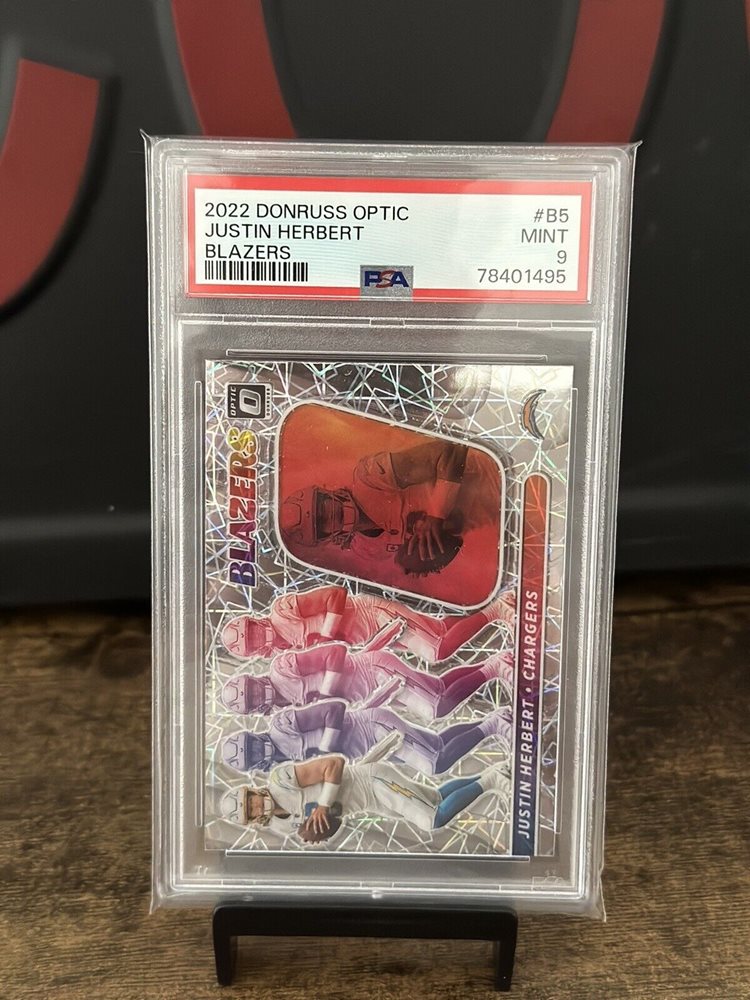 2022 DONRUSS OPTIC #B5
JUSTIN HERBERT MINT
BLAZERS 9
PSA 78401495
OPTIC
BLAZERS
JUSTIN HERBERT • CHARGERS